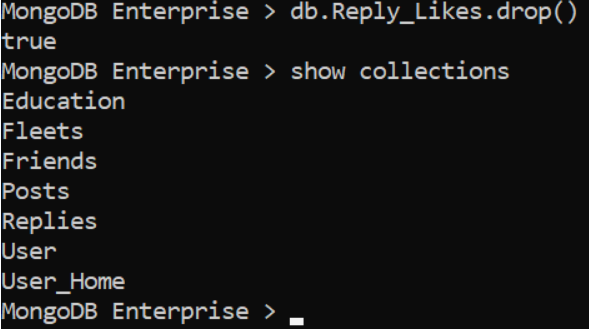 MongoDB Enterprise > db.Reply_Likes.drop()
true
MongoDB Enterprise > show collections
Education
Fleets
Friends
Posts
Replies
User
User_Home
MongoDB Enterprise >